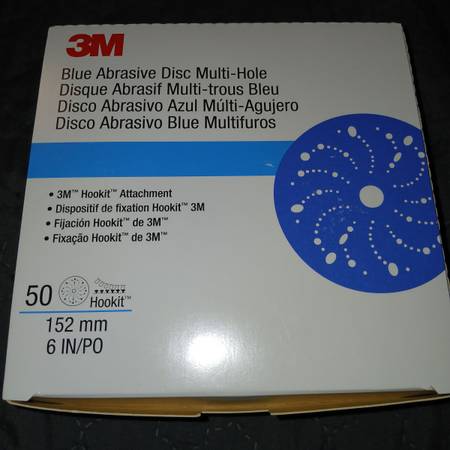 3M
Blue Abrasive Disc Multi-Hole
Disque Abrasif Multi-trous Bleu
Disco Abrasivo Azul Múlti-Agujero
Disco Abrasivo Blue Multifuros
• 3M™ Hookit™ Attachment
• Dispositif de fixation Hookit™ 3M
• Fijación Hookit™ de 3M™
• Fixação Hookit™ de 3M™
50 Hookit™
152 mm
6 IN/PO